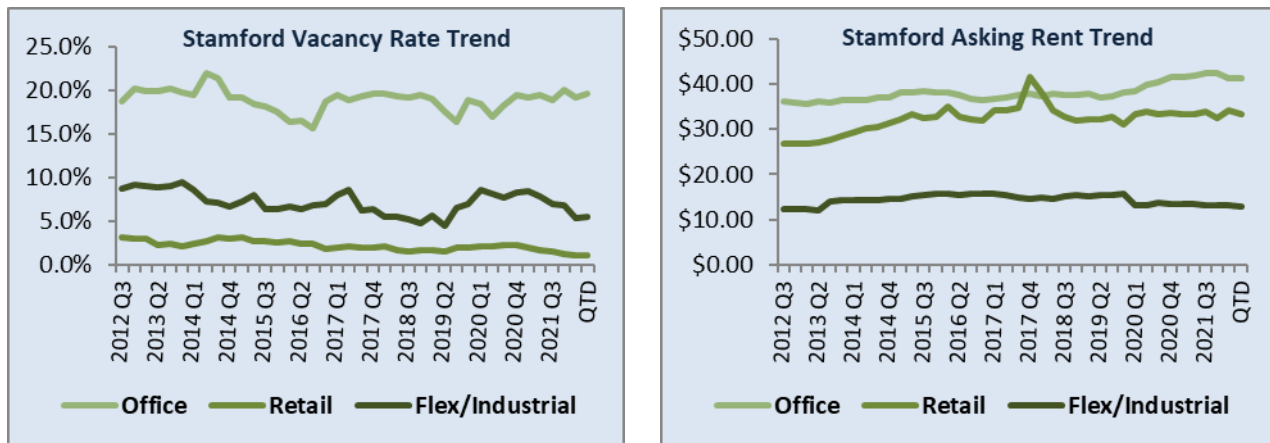 Stamford Vacancy Rate Trend
25.0%
20.0%
15.0%
10.0%
5.0%
0.0%
2012 Q3
2013 Q2
2014 Q1
2014 Q4
2015 Q3
2016 Q2
2017 Q1
2017 Q4
2018 Q3
2019 Q2
2020 Q1
2020 Q4
2021 Q3
QTD
Office
Retail
Flex/Industrial
Stamford Asking Rent Trend
$50.00
$40.00
$30.00
$20.00
$10.00
$0.00
2012 Q3
2013 Q2
2014 Q1
2014 Q4
2015 Q3
2016 Q2
2017 Q1
2017 Q4
2018 Q3
2019 Q2
2020 Q1
2020 Q4
2021 Q3
QTD
Office
Retail
Flex/Industrial